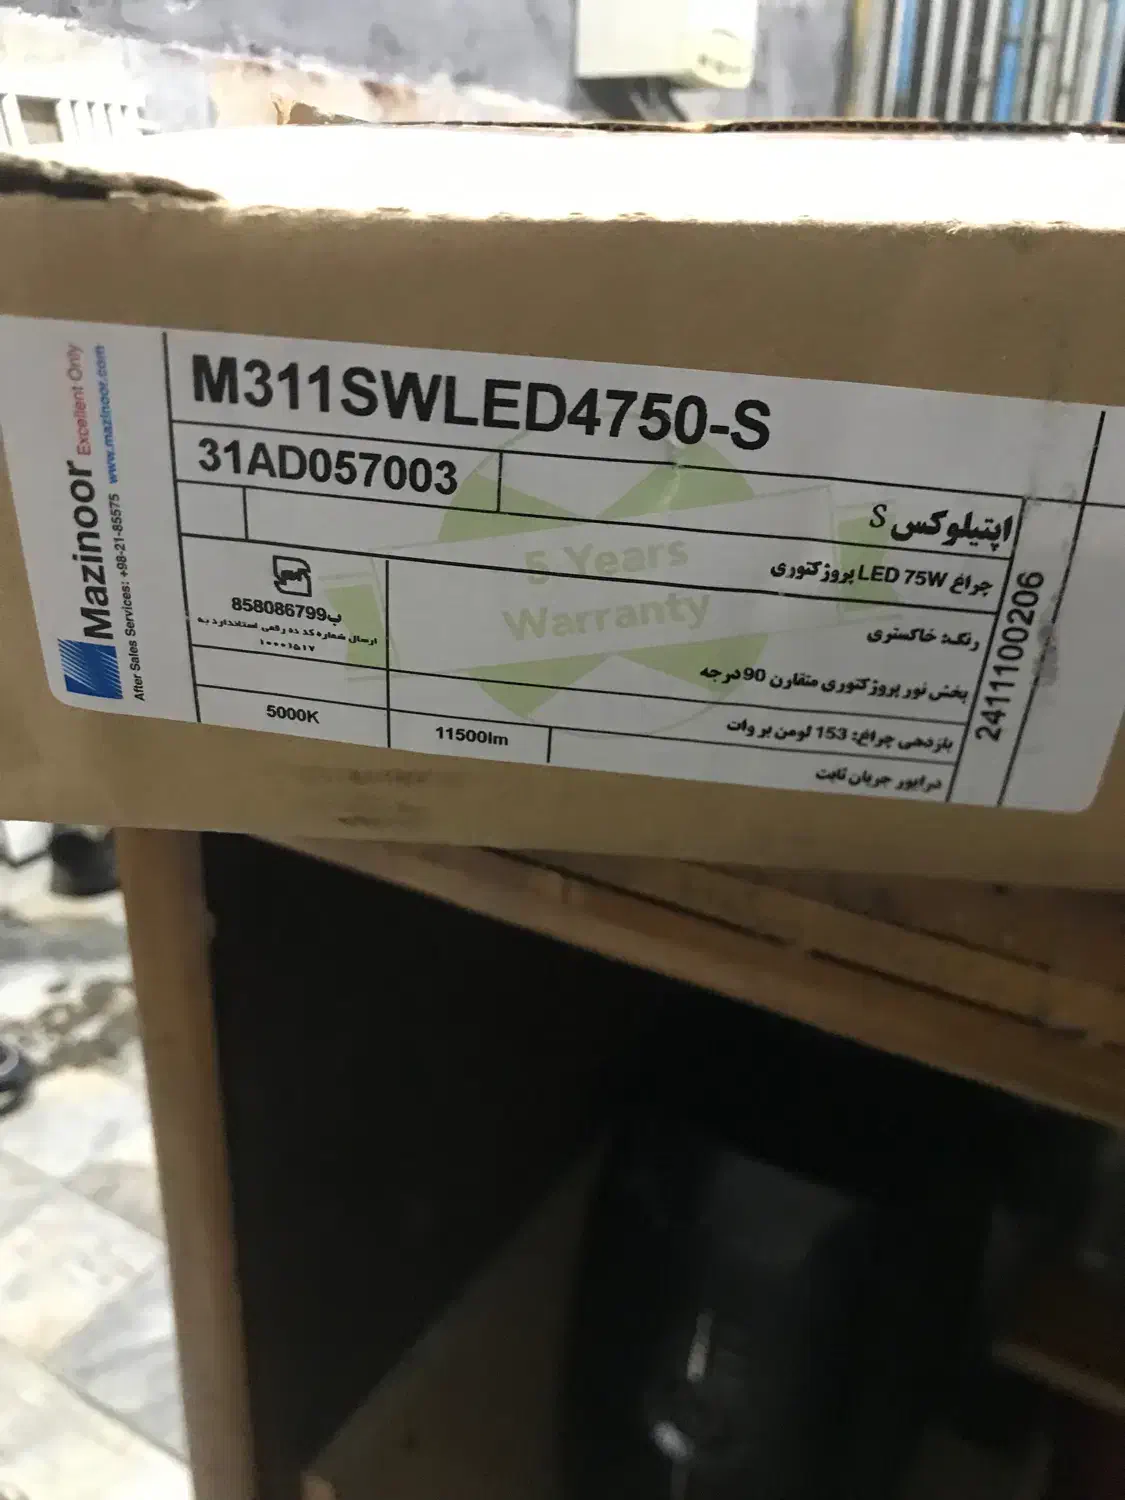 M311SWLED4750-S
31AD057003
اپتیلوکس S
چراغ LED 75W پروژکتوری
رنگ: خاکستری
پخش نور پروژکتوری متقارن 90 درجه
بازدهی چراغ: 153 لومن بر وات
درایور جریان ثابت
858086799ب
ارسال شماره کد ده رقمی استاندارد به
۱۰۰۰۱۵۱۷
5000K
11500lm
5 Years
Warranty
2411100206
Mazinoor Excellent Only
After Sales Services: +98-21-85575 www.mazinoor.com